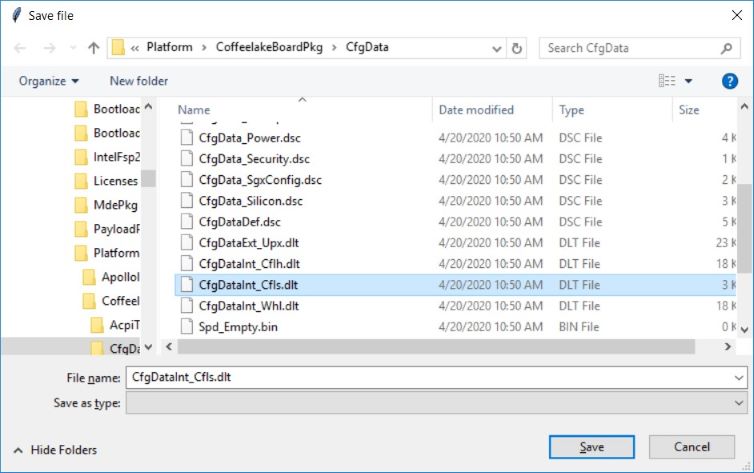 Save file
« Platform > CoffeelakeBoardPkg > CfgData
Search CfgData
Organize
New folder
Name Date modified Type Size
CfgData_Power.dsc 4/20/2020 10:50 AM DSC File 4 K
CfgData_Security.dsc 4/20/2020 10:50 AM DSC File 1 K
CfgData_SgxConfig.dsc 4/20/2020 10:50 AM DSC File 2 K
CfgData_Silicon.dsc 4/20/2020 10:50 AM DSC File 3 K
CfgDataDef.dsc 4/20/2020 10:50 AM DSC File 5 K
CfgDataExt_Upx.dlt 4/20/2020 10:50 AM DLT File 23 K
CfgDataInt_Cflh.dlt 4/20/2020 10:50 AM DLT File 18 K
CfgDataInt_Cfls.dlt 4/20/2020 10:50 AM DLT File 3 K
CfgDataInt_Whl.dlt 4/20/2020 10:50 AM DLT File 18 K
Spd_Empty.bin 4/20/2020 10:50 AM BIN File 0 K
Bootload
Bootload
IntelFsp2
Licenses
MdePkg
PayloadP
Platform
Apollol
Coffeel
AcpiT
CfgDa
File name: CfgDataInt_Cfls.dlt
Save as type:
Hide Folders
Save
Cancel